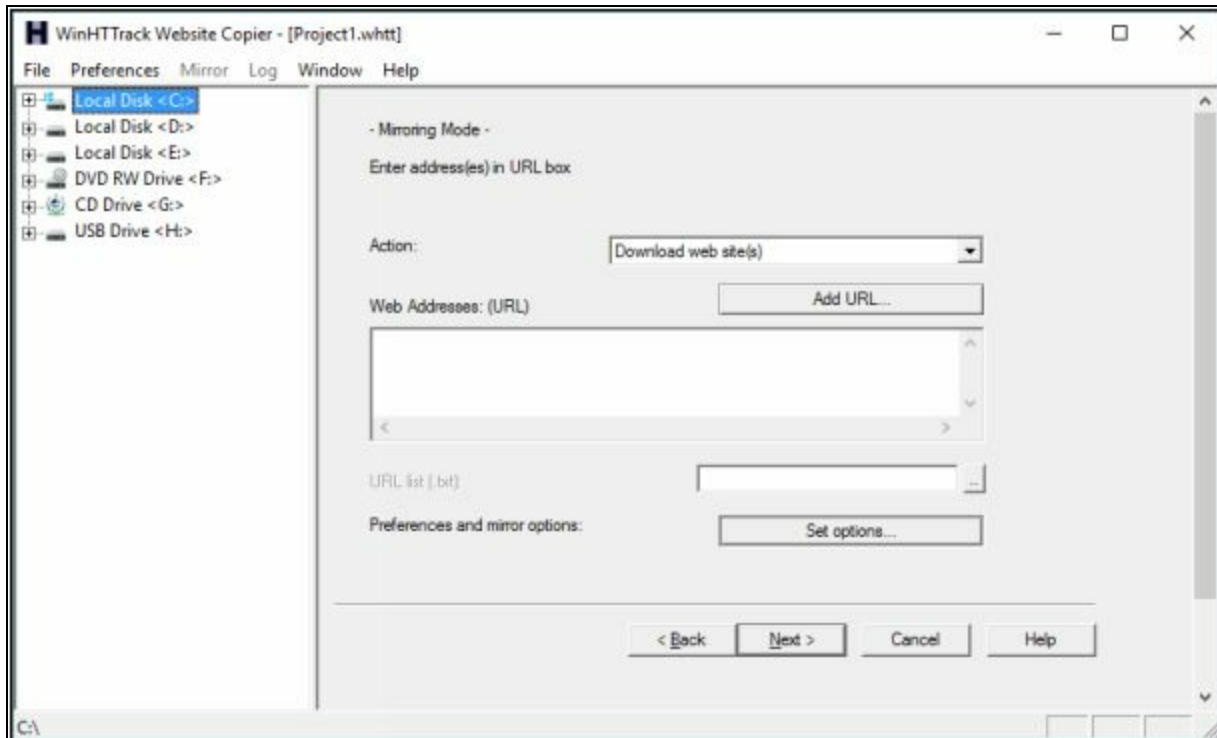 WinHTTrack Website Copier - [Project1.whtt]
File Preferences Mirror Log Window Help
Local Disk <C:>
Local Disk <D:>
Local Disk <E:>
DVD RW Drive <F:>
CD Drive <G:>
USB Drive <H:>
- Mirroring Mode -
Enter address(es) in URL box
Action:
Download web site(s)
Web Addresses: (URL)
Add URL...
URL list (.txt)
..
Preferences and mirror options:
Set options...
< Back
Next >
Cancel
Help
C:\